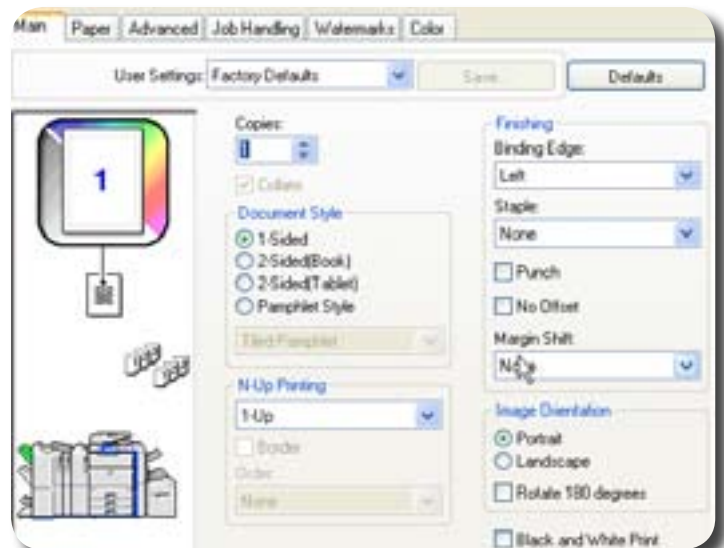 Main Paper Advanced Job Handling Watermarks Color
User Settings: Factory Defaults Save... Defaults
1
Copies:
1
Collate
Document Style
1-Sided
2-Sided(Book)
2-Sided(Tablet)
Pamphlet Style
Tiled Pamphlet
N-Up Printing
1-Up
Border
Order:
None
Finishing
Binding Edge:
Left
Staple:
None
Punch
No Offset
Margin Shift:
None
Image Orientation
Portrait
Landscape
Rotate 180 degrees
Black and White Print